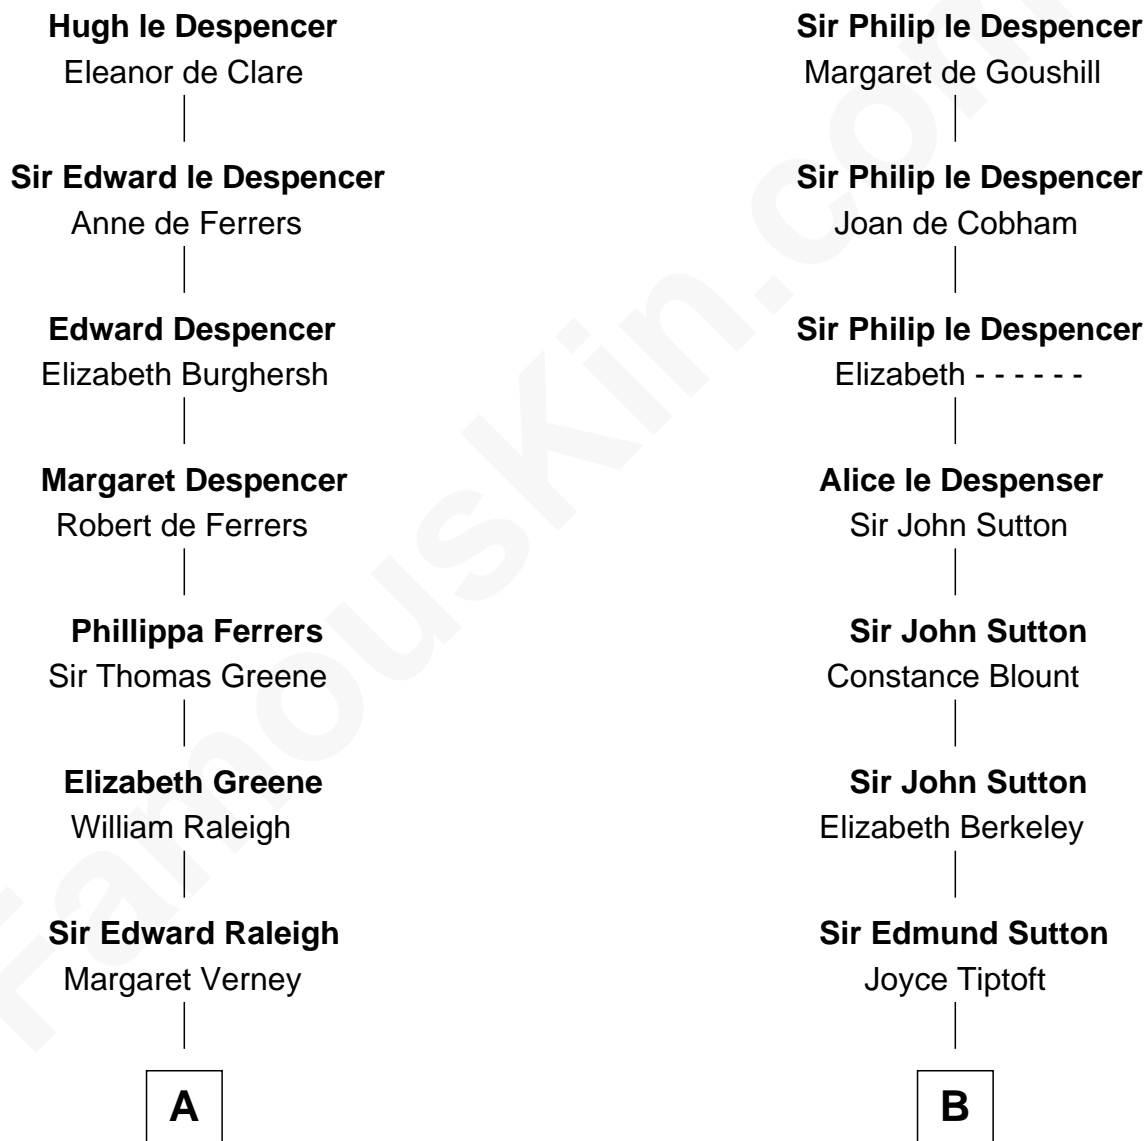 Hugh le Despencer
Eleanor de Clare
Sir Edward le Despencer
Anne de Ferrers
Edward Despencer
Elizabeth Burghersh
Margaret Despencer
Robert de Ferrers
Phillippa Ferrers
Sir Thomas Greene
Elizabeth Greene
William Raleigh
Sir Edward Raleigh
Margaret Verney
A
Sir Philip le Despencer
Margaret de Goushill
Sir Philip le Despencer
Joan de Cobham
Sir Philip le Despencer
Elizabeth - - - - - -
Alice le Despenser
Sir John Sutton
Sir John Sutton
Constance Blount
Sir John Sutton
Elizabeth Berkeley
Sir Edmund Sutton
Joyce Tiptoft
B
FamousKin.com